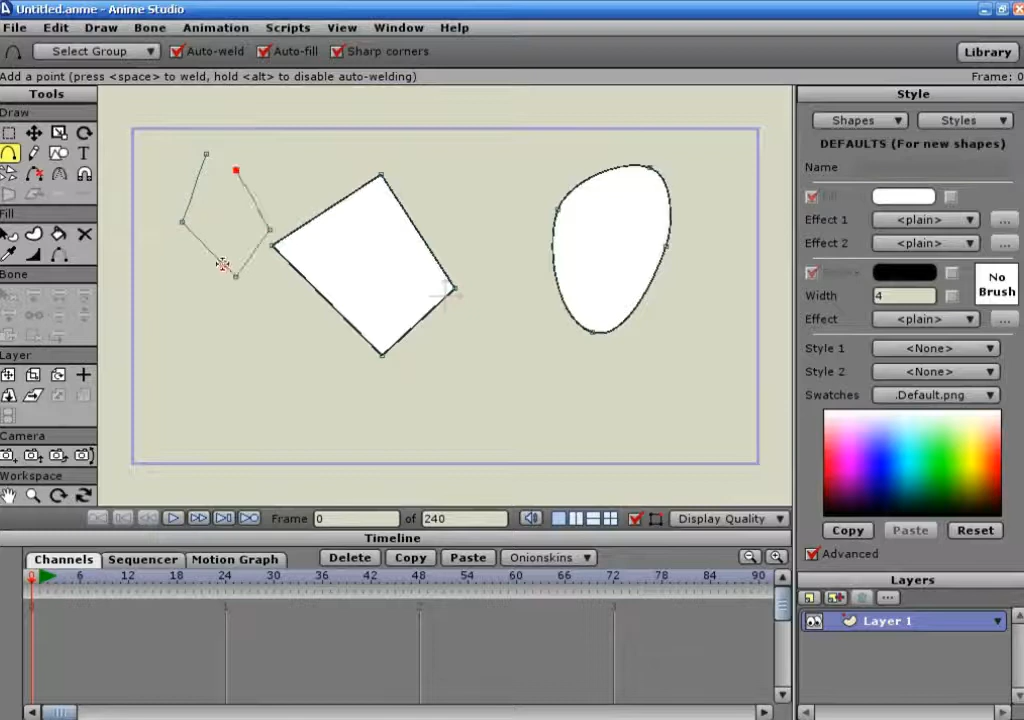 Untitled.anme - Anime Studio
File Edit Draw Bone Animation Scripts View Window Help
Select Group Auto-weld Auto-fill Sharp corners Library
Add a point (press <space> to weld, hold <alt> to disable auto-welding) Frame: 0
Tools Style
Draw
Shapes Styles
T
DEFAULTS (For new shapes)
Name
Fill
Effect 1 <plain> ...
Effect 2 <plain> ...
Bone
No
Brush
Width 4
Effect <plain> ...
Layer
Style 1 <None>
Style 2 <None>
Swatches .Default.png
Camera
Workspace
Frame 0 of 240 Display Quality
Copy Paste Reset
Timeline
Advanced
Channels Sequencer Motion Graph Delete Copy Paste Onionskins
Layers
0 6 12 18 24 30 36 42 48 54 60 66 72 78 84 90
...
1 2 3
Layer 1